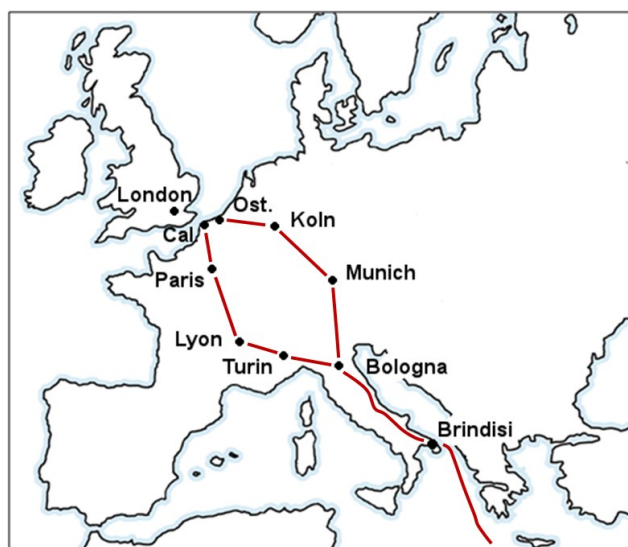 London
Ost.
Cal
Koln
Paris
Munich
Lyon
Turin
Bologna
Brindisi